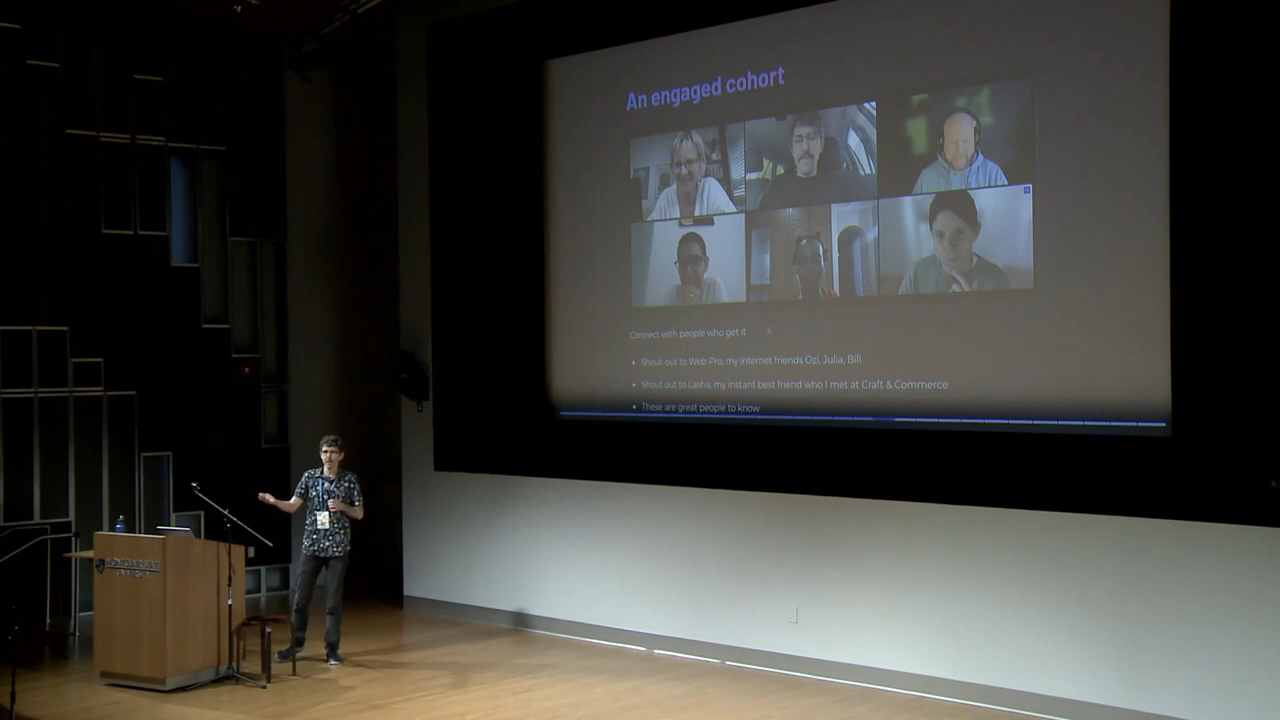 An engaged cohort
Connect with people who get it
Shout-out to Web-Pro, my internet friends Ozi, Julia, Bill
Shout out to Lasha, my instant best friend who I met at Craft & Commerce
These are great people to know
UNIVERSITY